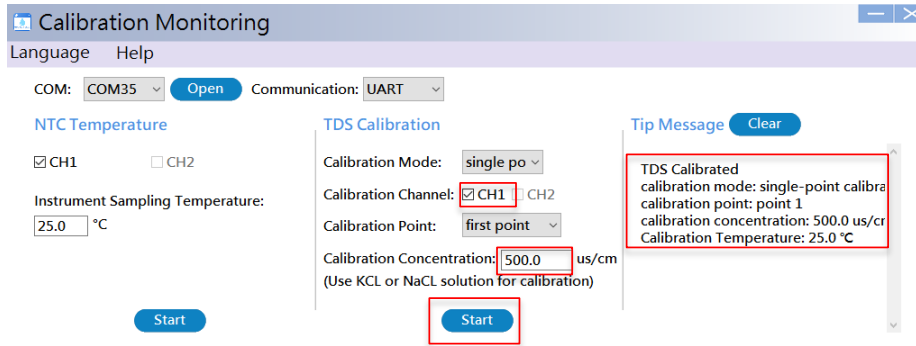 Calibration Monitoring
Language Help
COM: COM35 Open Communication: UART
NTC Temperature
CH1 CH2
Instrument Sampling Temperature:
25.0 °C
Start
TDS Calibration
Calibration Mode: single po
Calibration Channel: CH1 CH2
Calibration Point: first point
Calibration Concentration: 500.0 us/cm
(Use KCL or NaCL solution for calibration)
Start
Tip Message Clear
TDS Calibrated
calibration mode: single-point calibra
calibration point: point 1
calibration concentration: 500.0 us/cr
Calibration Temperature: 25.0 °C